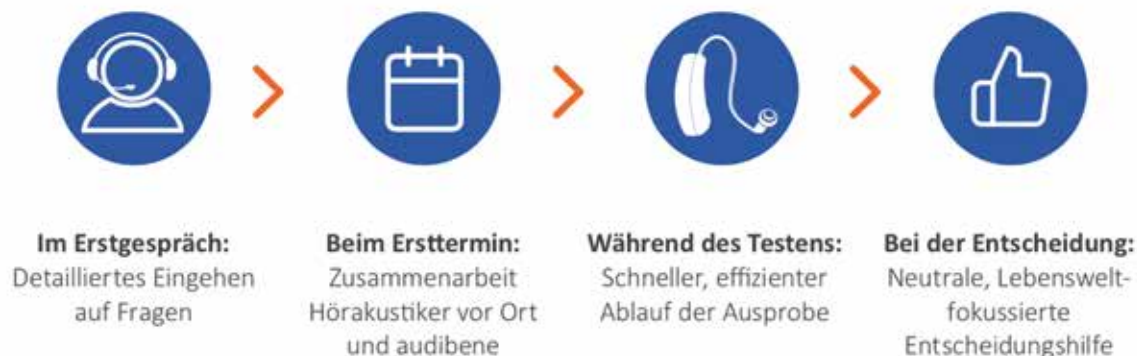 Im Erstgespräch:
Detailliertes Eingehen
auf Fragen
Beim Ersttermin:
Zusammenarbeit
Hörakustiker vor Ort
und audibene
Während des Testens:
Schneller, effizienter
Ablauf der Ausprobe
Bei der Entscheidung:
Neutrale, Lebenswelt-
fokussierte
Entscheidungshilfe